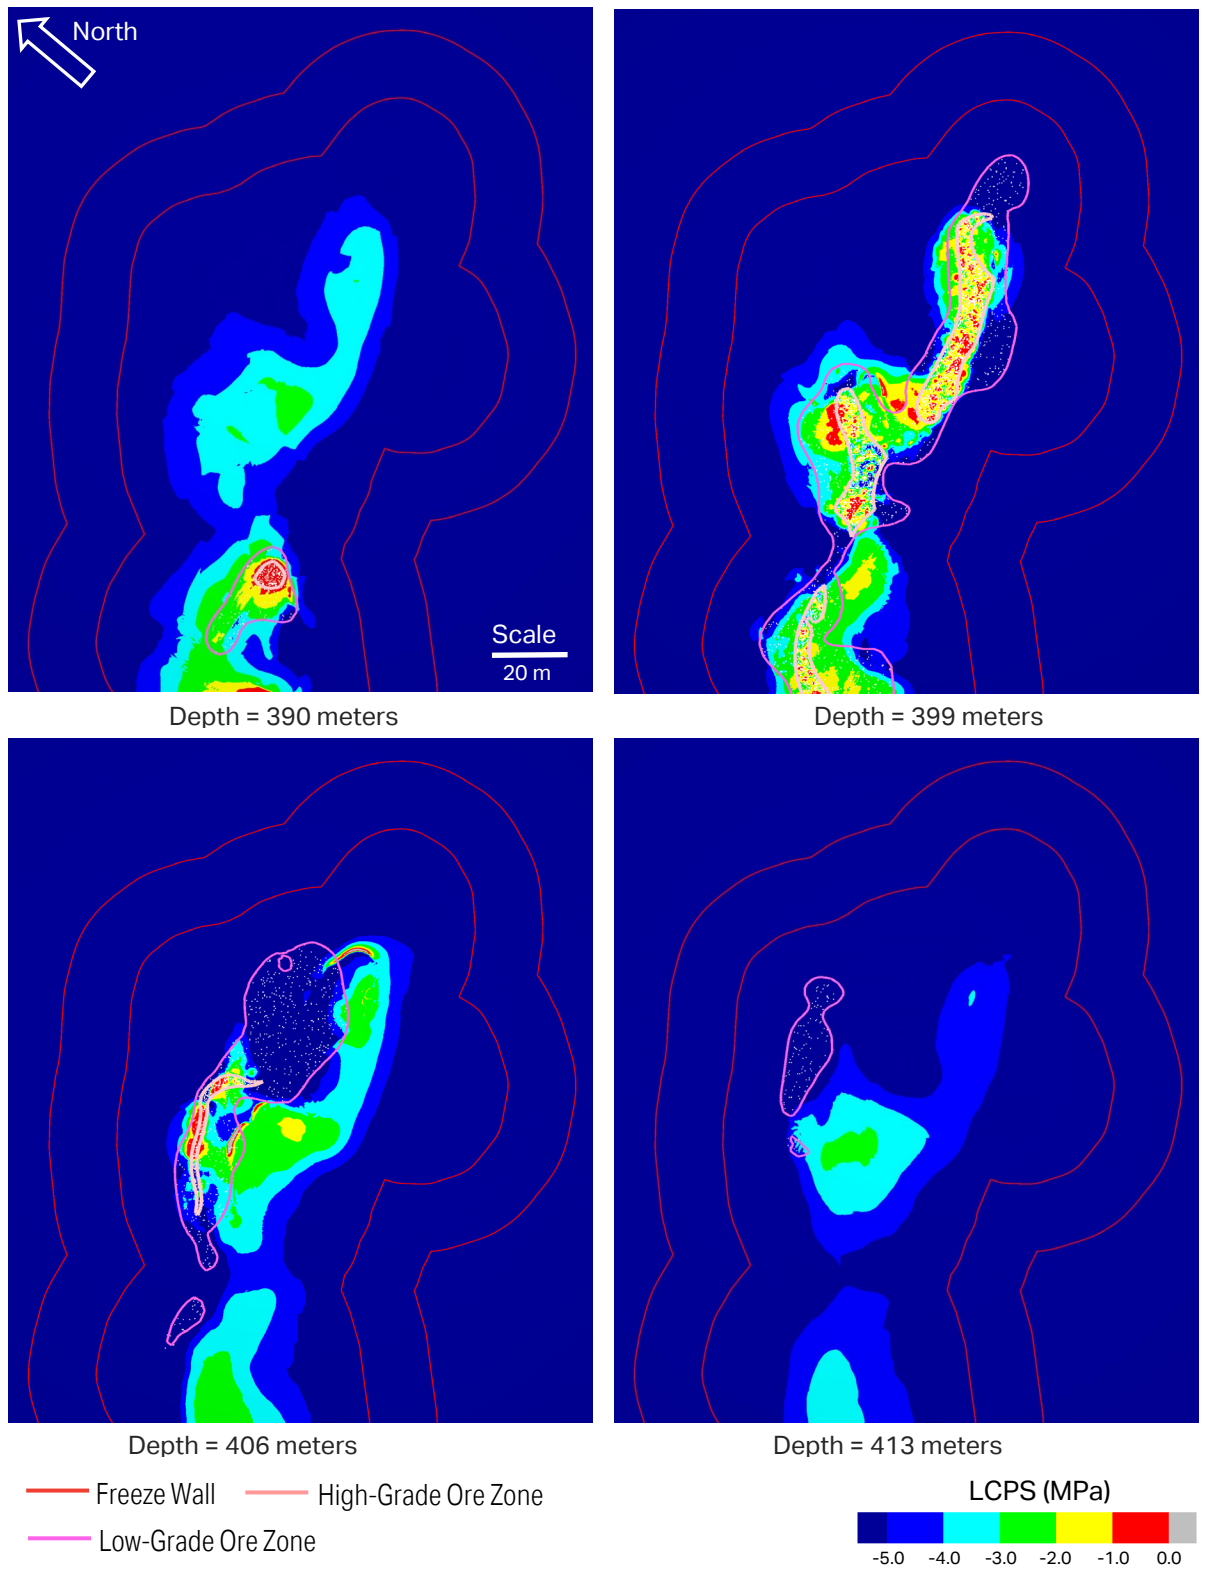 North
Scale
20 m
Depth = 390 meters
Depth = 399 meters
Depth = 406 meters
Depth = 413 meters
Freeze Wall
High-Grade Ore Zone
Low-Grade Ore Zone
LCPS (MPa)
-5.0 -4.0 -3.0 -2.0 -1.0 0.0